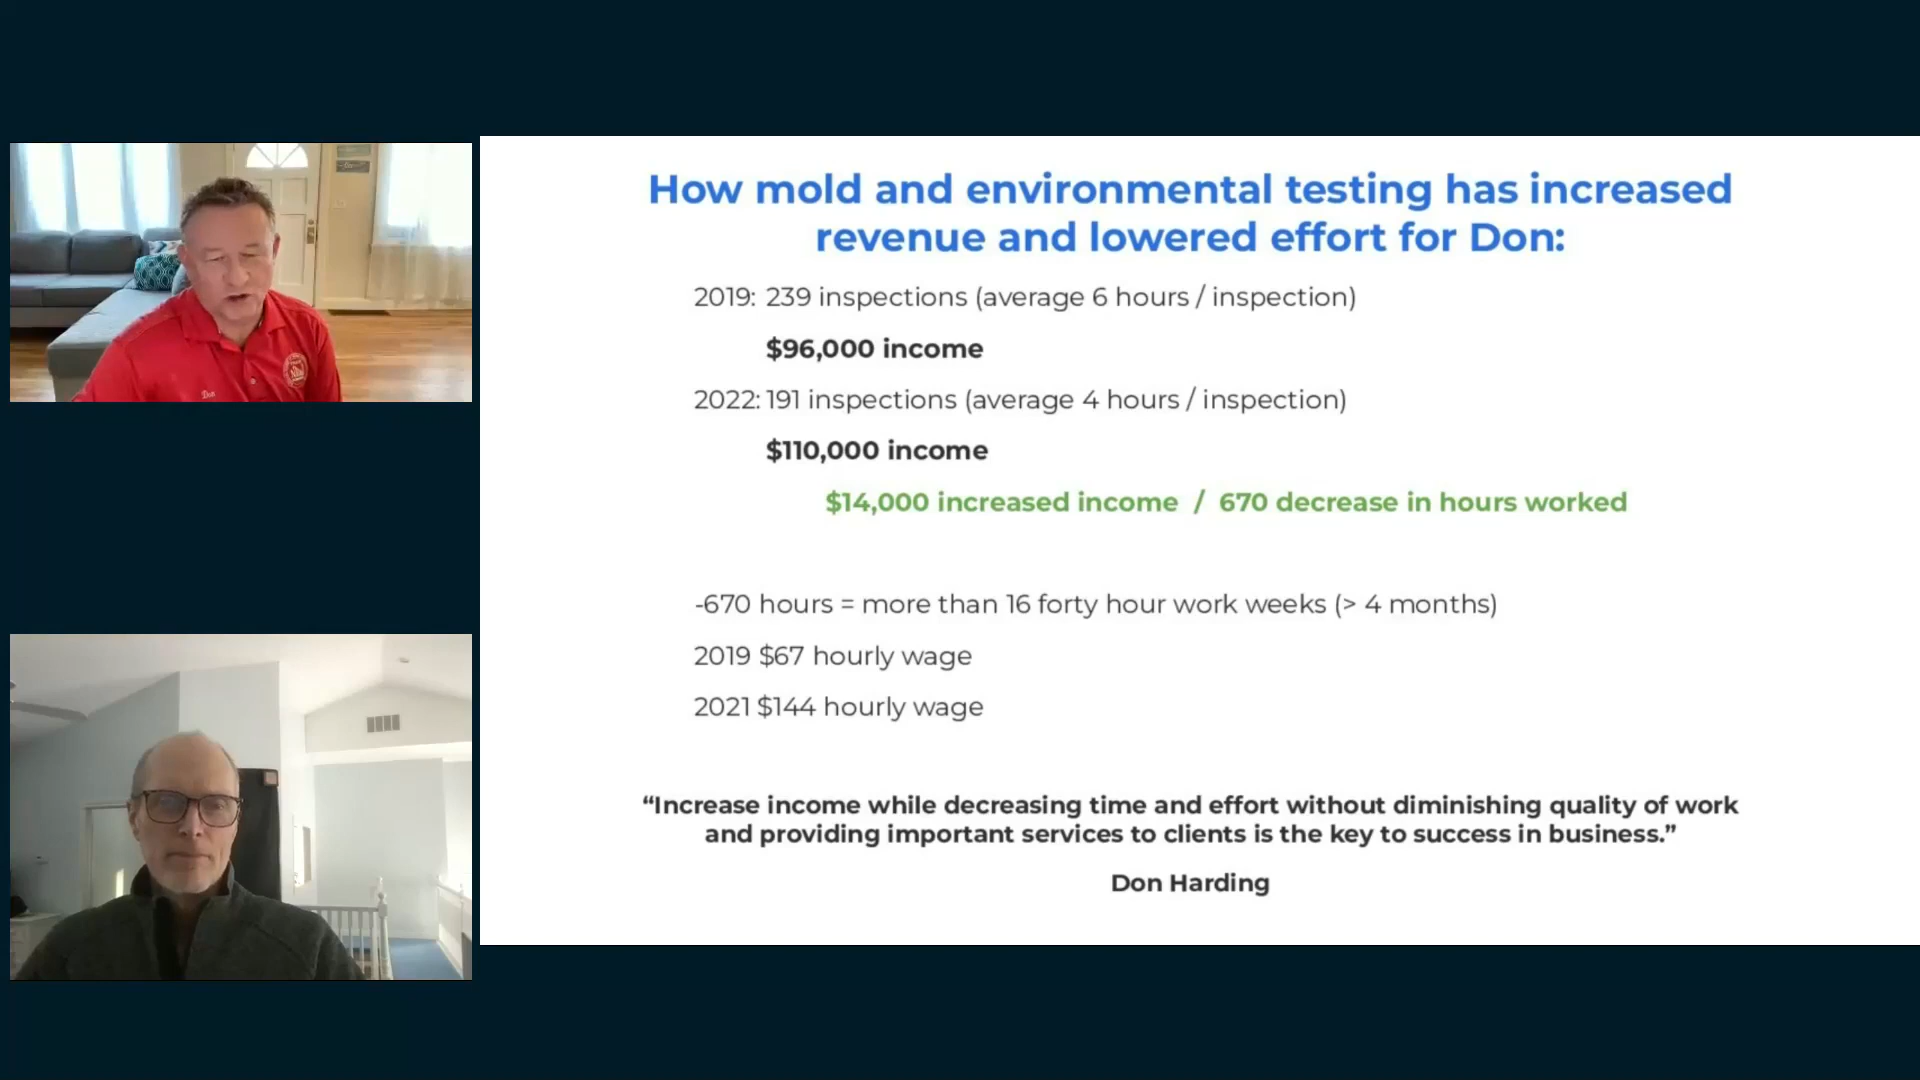 How mold and environmental testing has increased
revenue and lowered effort for Don:
2019: 239 inspections (average 6 hours / inspection)
$96,000 income
2022: 191 inspections (average 4 hours / inspection)
$110,000 income
$14,000 increased income / 670 decrease in hours worked
-670 hours = more than 16 forty hour work weeks (> 4 months)
2019 $67 hourly wage
2021 $144 hourly wage
“Increase income while decreasing time and effort without diminishing quality of work
and providing important services to clients is the key to success in business.”
Don Harding
Don